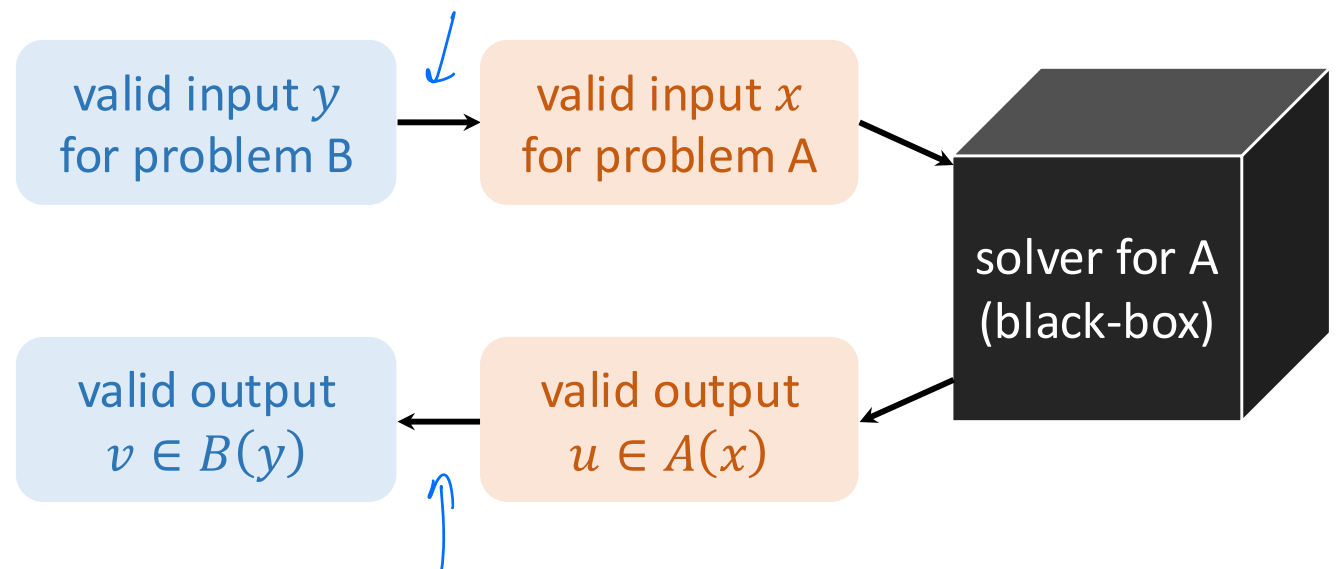 valid input y
for problem B
valid input x
for problem A
solver for A
(black-box)
valid output
v ∈ B(y)
valid output
u ∈ A(x)